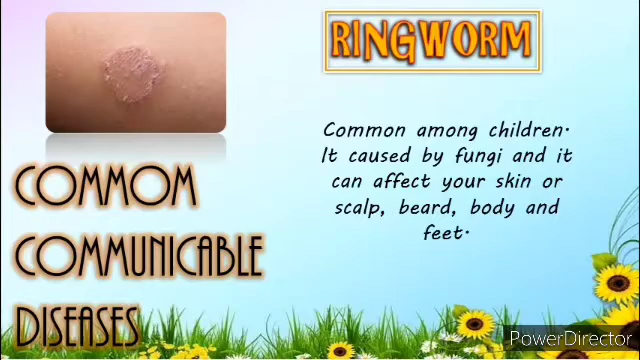 RINGWORM
Common among children.
It caused by fungi and it
can affect your skin or
scalp, beard, body and
feet.
COMMOM
COMMUNICABLE
DISEASES
PowerDirector